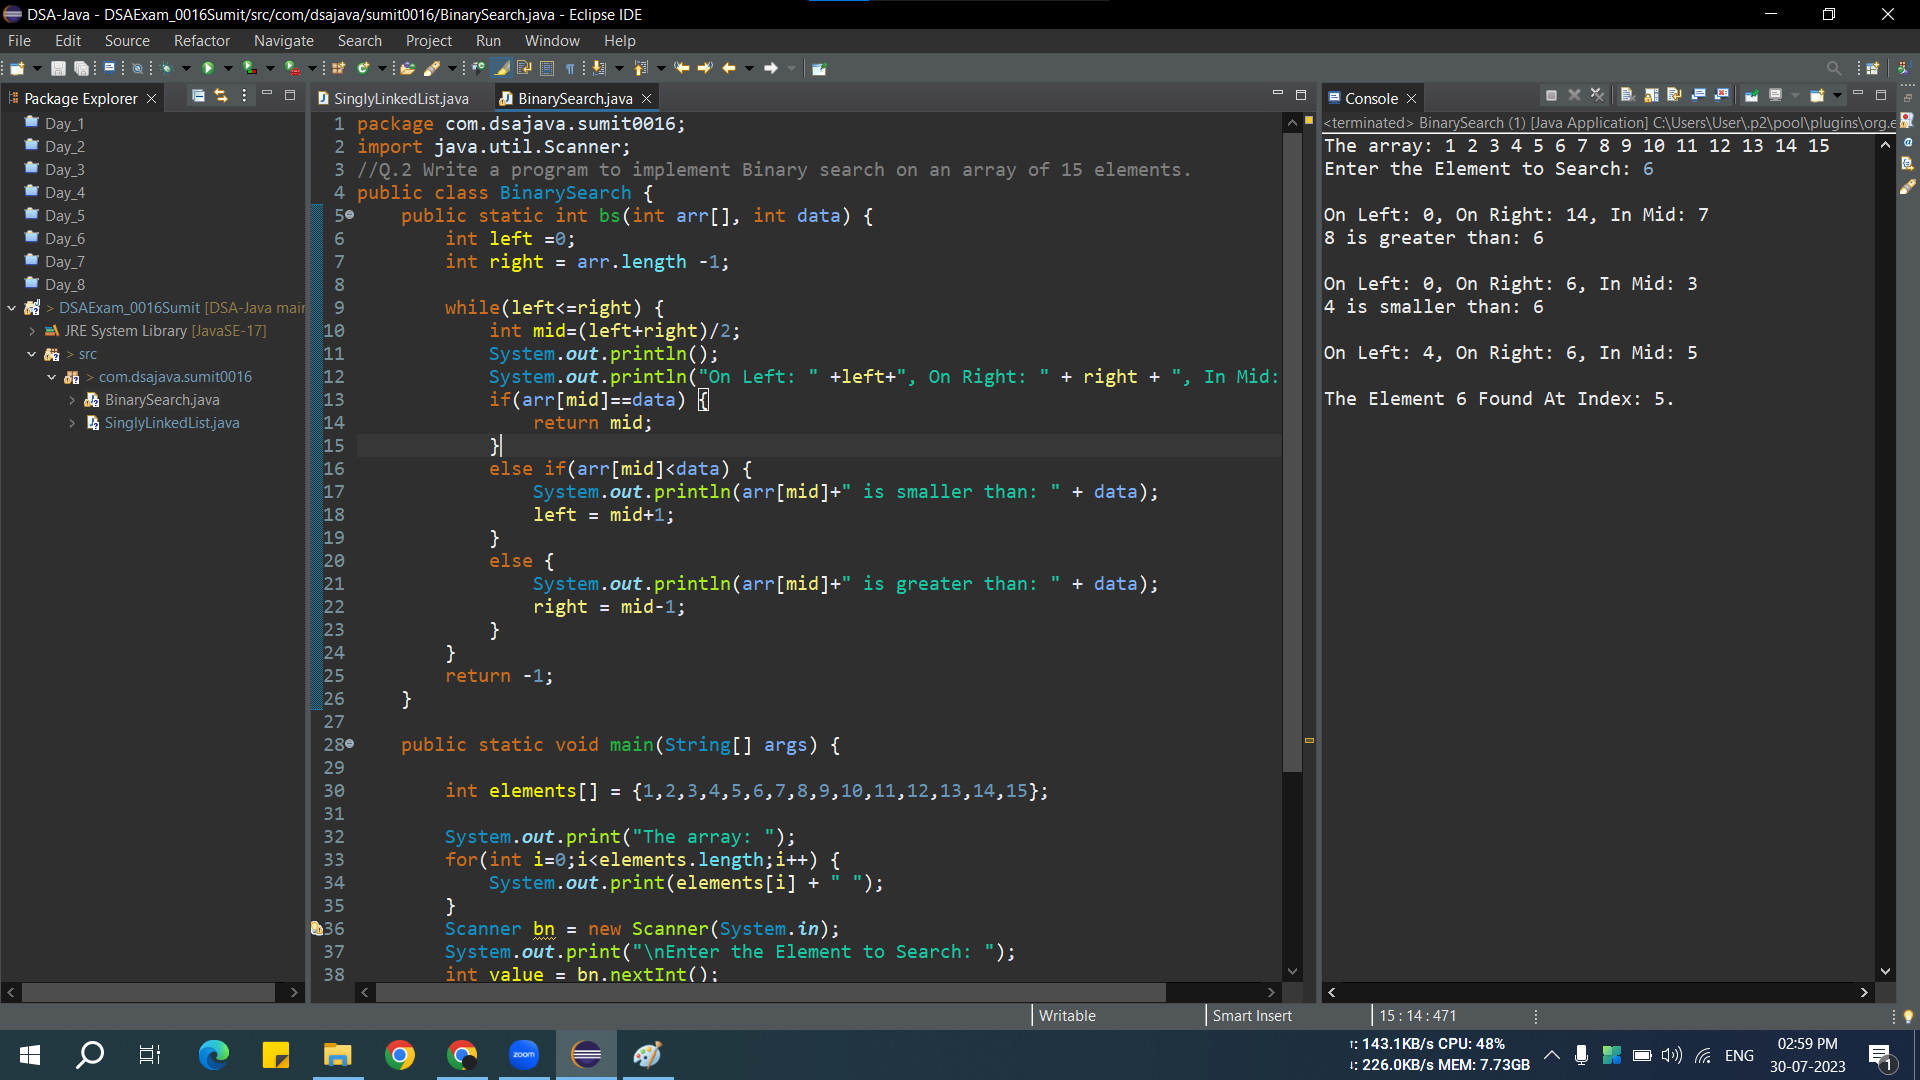 DSA-Java - DSAExam_0016Sumit/src/com/dsajava/sumit0016/BinarySearch.java - Eclipse IDE
File Edit Source Refactor Navigate Search Project Run Window Help
Package Explorer
Day_1
Day_2
Day_3
Day_4
Day_5
Day_6
Day_7
Day_8
> DSAExam_0016Sumit [DSA-Java main
JRE System Library [JavaSE-17]
> src
> com.dsajava.sumit0016
BinarySearch.java
SinglyLinkedList.java
SinglyLinkedList.java BinarySearch.java
1 package com.dsajava.sumit0016;
2 import java.util.Scanner;
3 //Q.2 Write a program to implement Binary search on an array of 15 elements.
4 public class BinarySearch {
5 public static int bs(int arr[], int data) {
6 int left =0;
7 int right = arr.length -1;
8
9 while(left<=right) {
10 int mid=(left+right)/2;
11 System.out.println();
12 System.out.println("On Left: " +left+", On Right: " + right + ", In Mid:
13 if(arr[mid]==data) {
14 return mid;
15 }
16 else if(arr[mid]<data) {
17 System.out.println(arr[mid]+" is smaller than: " + data);
18 left = mid+1;
19 }
20 else {
21 System.out.println(arr[mid]+" is greater than: " + data);
22 right = mid-1;
23 }
24 }
25 return -1;
26 }
27
28 public static void main(String[] args) {
29
30 int elements[] = {1,2,3,4,5,6,7,8,9,10,11,12,13,14,15};
31
32 System.out.print("The array: ");
33 for(int i=0;i<elements.length;i++) {
34 System.out.print(elements[i] + " ");
35 }
36 Scanner bn = new Scanner(System.in);
37 System.out.print("\nEnter the Element to Search: ");
38 int value = bn.nextInt();
Console
<terminated> BinarySearch (1) [Java Application] C:\Users\User\.p2\pool\plugins\org.e
The array: 1 2 3 4 5 6 7 8 9 10 11 12 13 14 15
Enter the Element to Search: 6
On Left: 0, On Right: 14, In Mid: 7
8 is greater than: 6
On Left: 0, On Right: 6, In Mid: 3
4 is smaller than: 6
On Left: 4, On Right: 6, In Mid: 5
The Element 6 Found At Index: 5.
Writable Smart Insert 15 : 14 : 471
zoom
143.1KB/s CPU: 48%
226.0KB/s MEM: 7.73GB
ENG
02:59 PM
30-07-2023
1